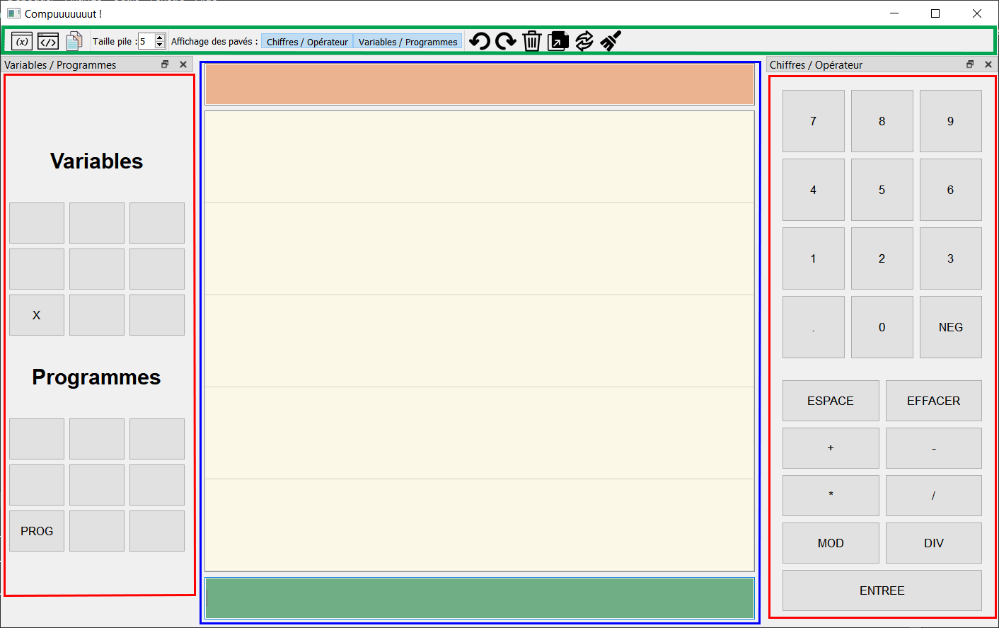 Compuuuuuuut !
(x) </> Taille pile : 5 Affichage des pavés : Chiffres / Opérateur Variables / Programmes
Variables / Programmes
Variables
X
Programmes
PROG
Chiffres / Opérateur
7 8 9
4 5 6
1 2 3
. 0 NEG
ESPACE EFFACER
+ -
* /
MOD DIV
ENTREE